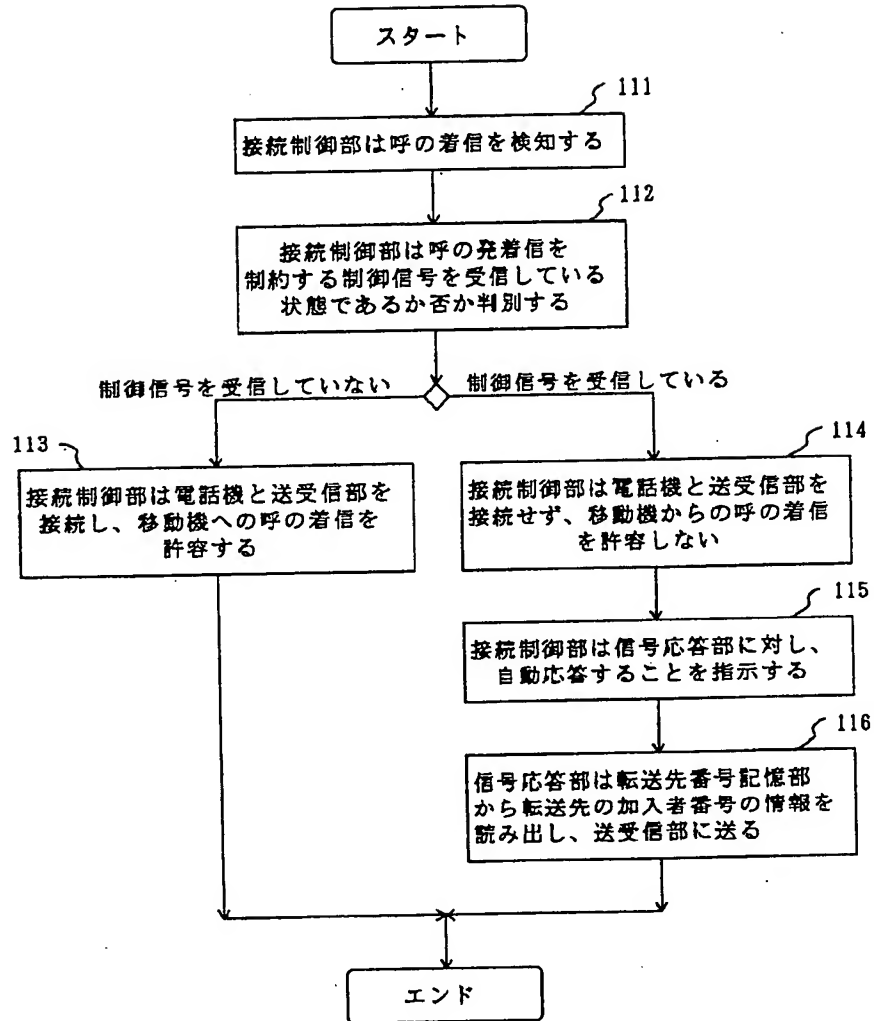 スタート
111
接続制御部は呼の着信を検知する
112
接続制御部は呼の発着信を
制約する制御信号を受信している
状態であるか否か判別する
制御信号を受信していない
制御信号を受信している
113
接続制御部は電話機と送受信部を
接続し、移動機への呼の着信を
許容する
114
接続制御部は電話機と送受信部を
接続せず、移動機からの呼の着信
を許容しない
115
接続制御部は信号応答部に対し、
自動応答することを指示する
116
信号応答部は転送先番号記憶部
から転送先の加入者番号の情報を
読み出し、送受信部に送る
エンド